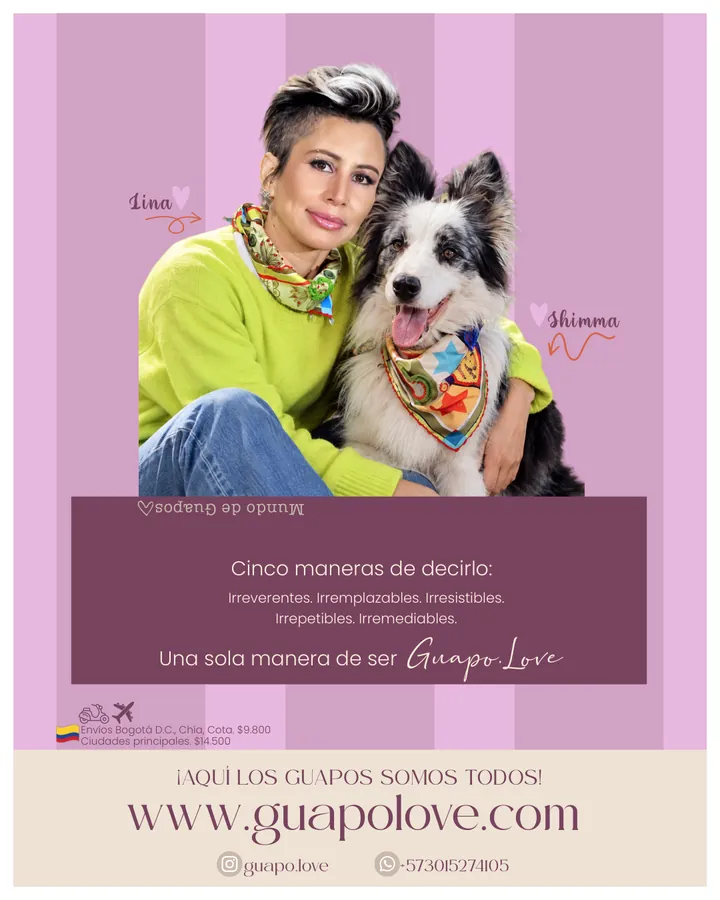 Lina
Shimma
Mundo de Guapos
Cinco maneras de decirlo:
Irreverentes. Irremplazables. Irresistibles.
Irrepetibles. Irremediables.
Una sola manera de ser Guapo.Love
Envíos Bogotá D.C., Chía, Cota. $9.800
Ciudades principales. $14.500
¡AQUÍ LOS GUAPOS SOMOS TODOS!
www.guapolove.com
guapo.love +573015274105